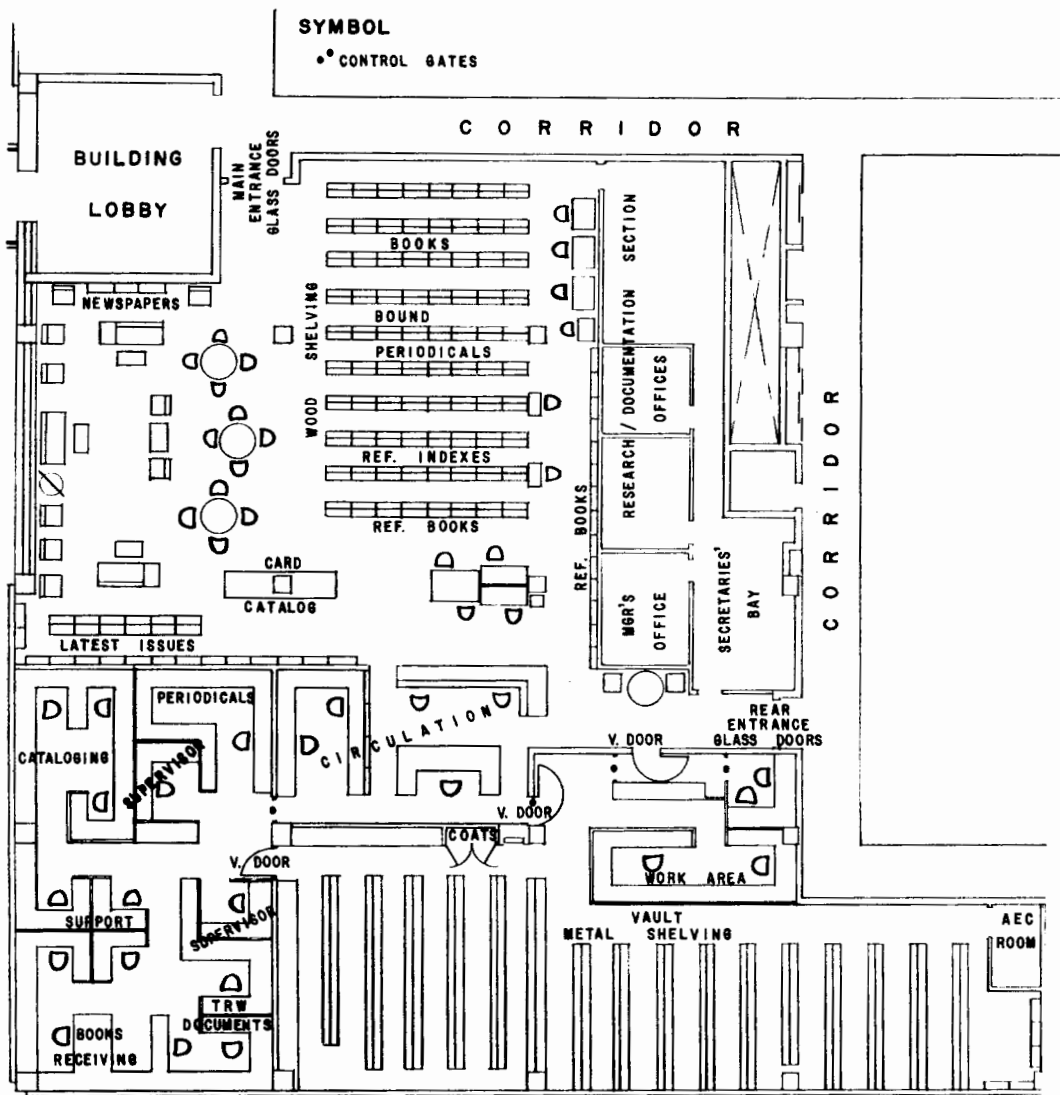 SYMBOL
CONTROL GATES
CORRIDOR
BUILDING
LOBBY
MAIN
ENTRANCE
GLASS DOORS
BOOKS
NEWSPAPERS
WOOD SHELVING
BOUND
PERIODICALS
REF. INDEXES
REF. BOOKS
RESEARCH / DOCUMENTATION SECTION
OFFICES
CORRIDOR
REF. BOOKS
CARD
CATALOG
MGR'S
OFFICE
SECRETARIES'
BAY
LATEST ISSUES
PERIODICALS
CIRCULATION
REAR
ENTRANCE
GLASS DOORS
V. DOOR
CATALOGING
SUPERVISOR
V. DOOR
COATS
V. DOOR
WORK AREA
SUPPORT
SUPERVISOR
VAULT
METAL SHELVING
AEC
ROOM
TRW
DOCUMENTS
BOOKS
RECEIVING